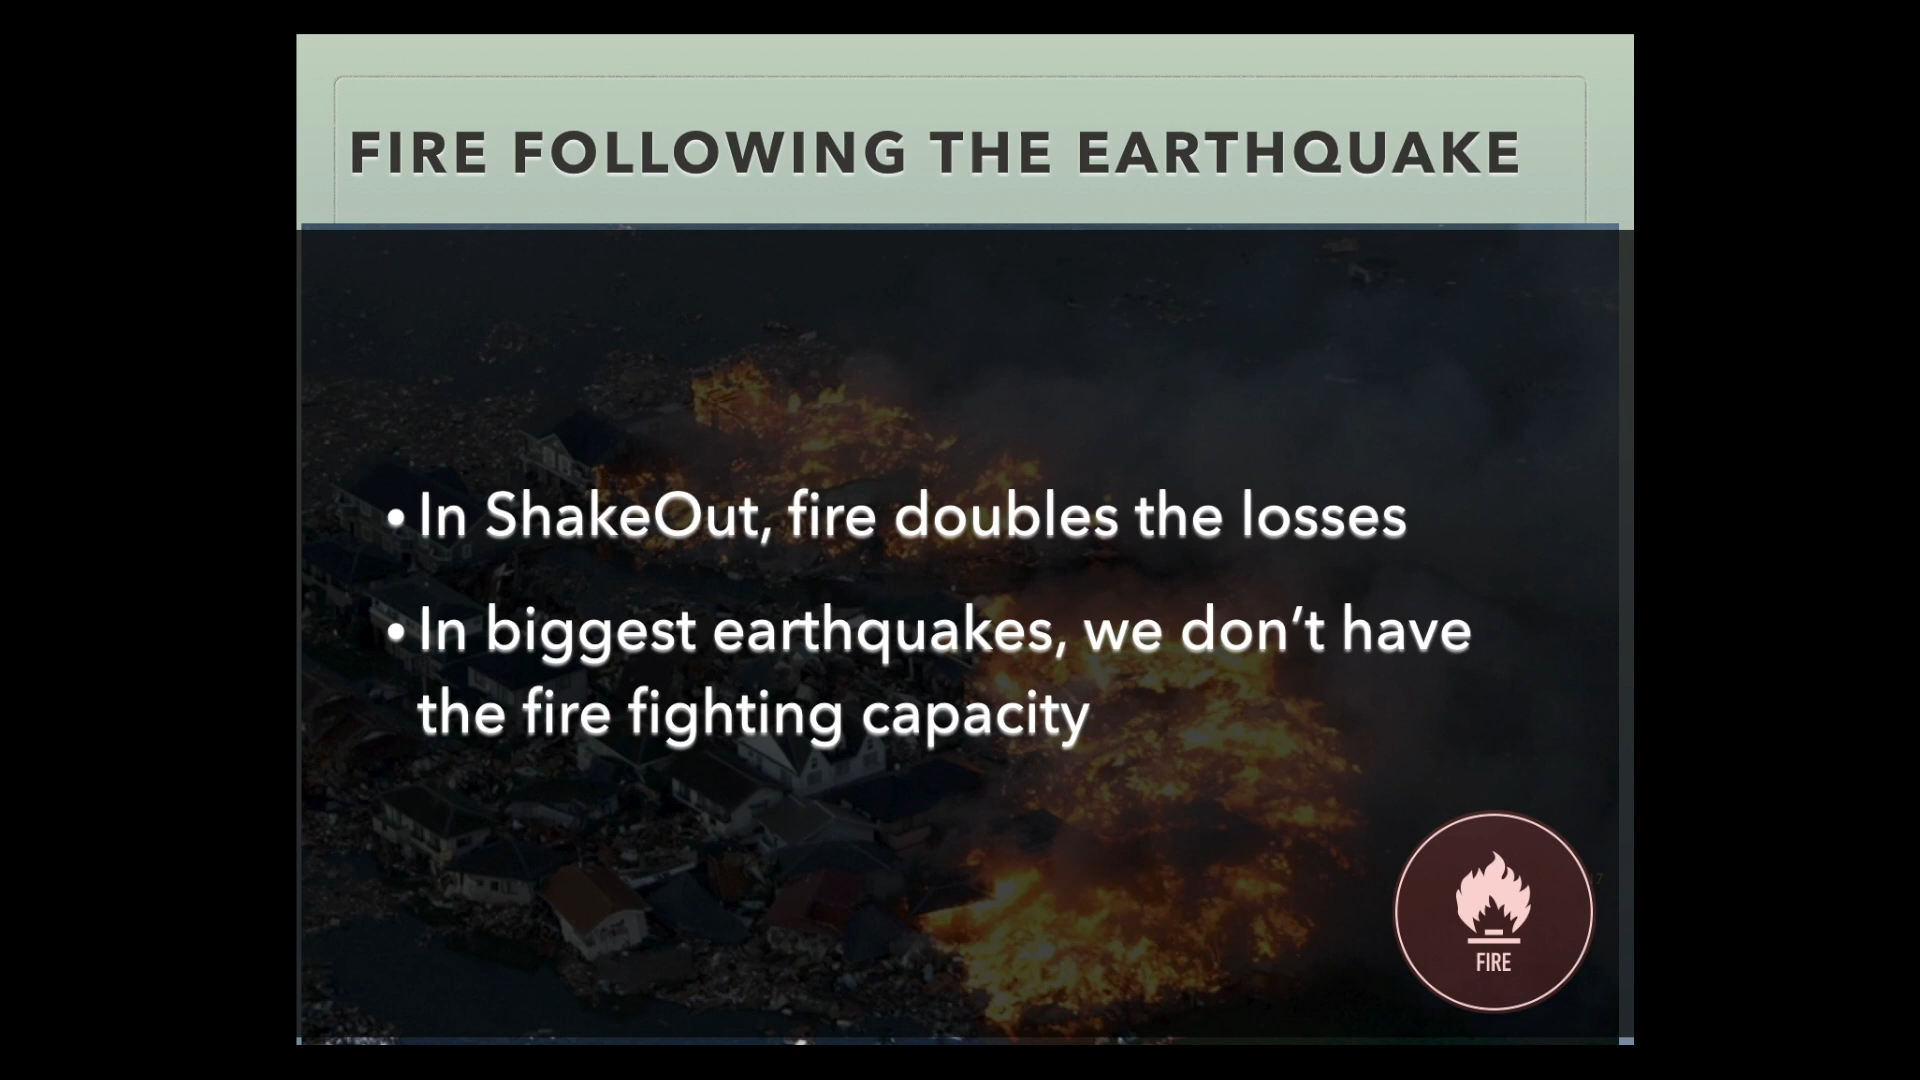 FIRE FOLLOWING THE EARTHQUAKE
• In ShakeOut, fire doubles the losses
• In biggest earthquakes, we don’t have
the fire fighting capacity
FIRE